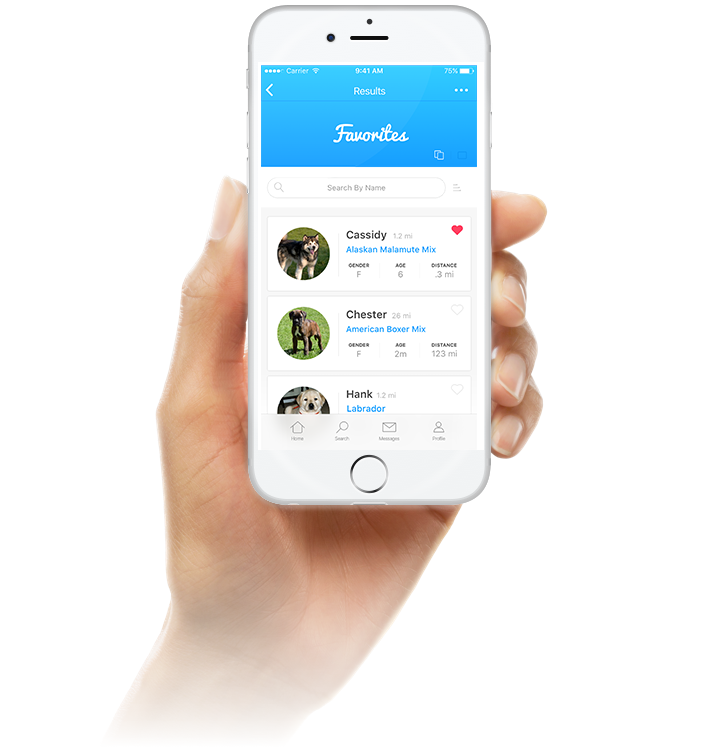 Carrier 9:41 AM 75%
Results
Favorites
Search By Name
Cassidy 1.2 mi
Alaskan Malamute Mix
GENDER AGE DISTANCE
F 6 .3 mi
Chester 26 mi
American Boxer Mix
GENDER AGE DISTANCE
F 2m 123 mi
Hank 1.2 mi
Labrador
Home Search Messages Profile